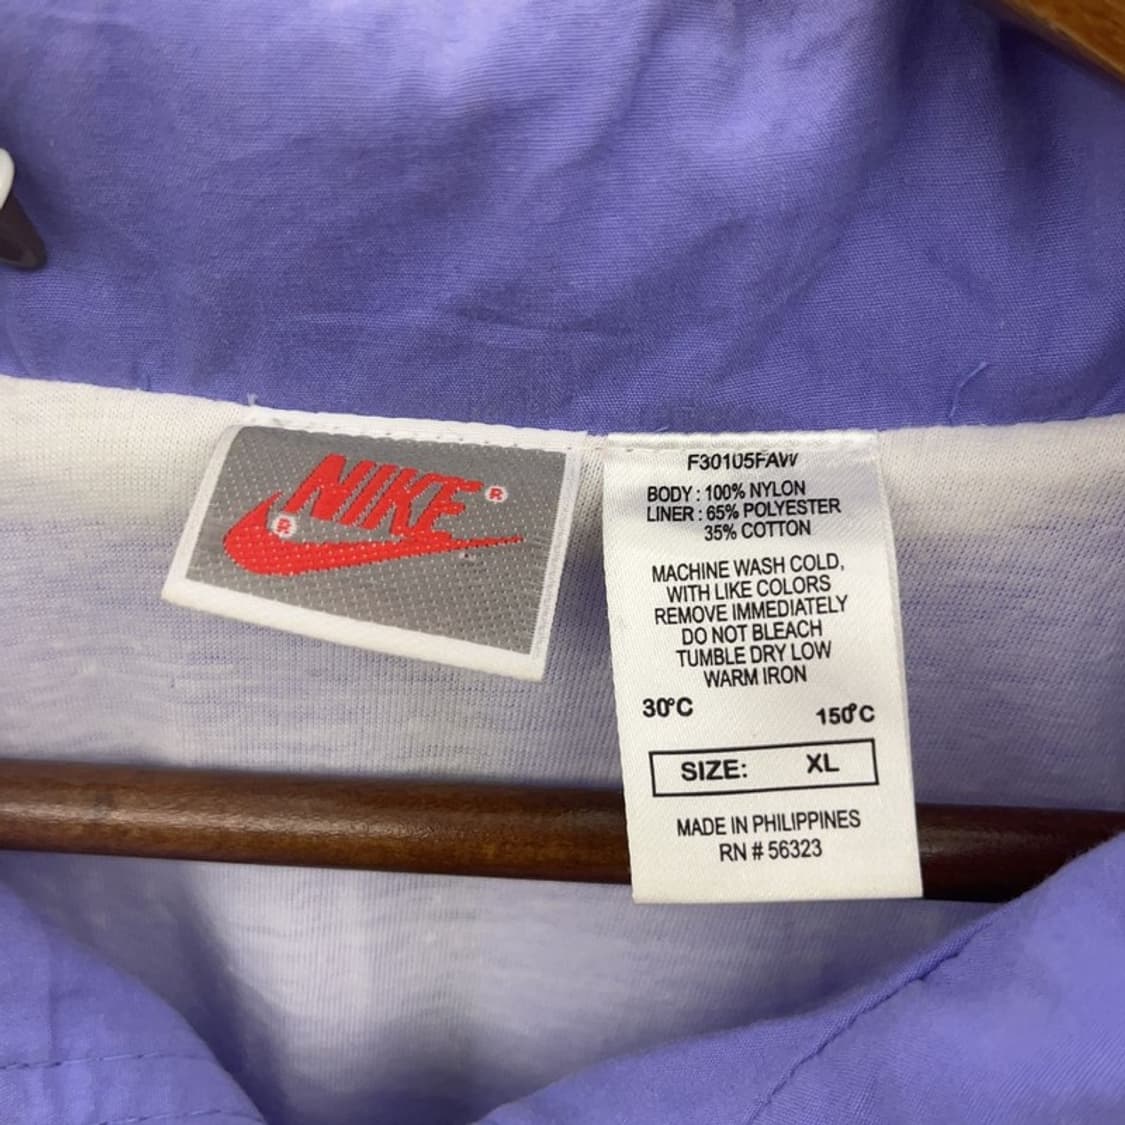 NIKE ®
®
F30105FAW
BODY : 100% NYLON
LINER : 65% POLYESTER
35% COTTON
MACHINE WASH COLD,
WITH LIKE COLORS
REMOVE IMMEDIATELY
DO NOT BLEACH
TUMBLE DRY LOW
WARM IRON
30°C 150°C
SIZE: XL
MADE IN PHILIPPINES
RN # 56323